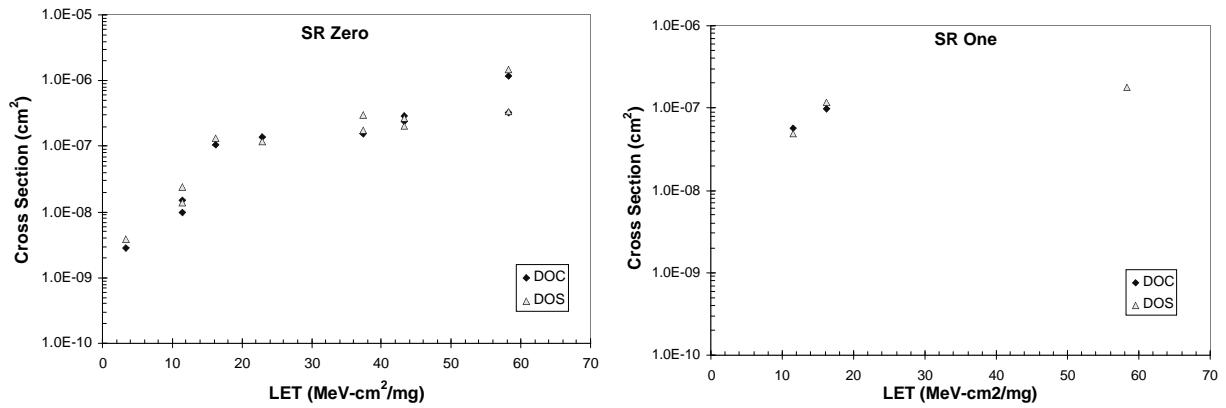 SR Zero
1.0E-05
1.0E-06
1.0E-07
1.0E-08
1.0E-09
1.0E-10
Cross Section (cm²)
0 10 20 30 40 50 60 70
LET (MeV-cm²/mg)
DOC
DOS
SR One
1.0E-06
1.0E-07
1.0E-08
1.0E-09
1.0E-10
Cross Section (cm²)
0 10 20 30 40 50 60 70
LET (MeV-cm2/mg)
DOC
DOS